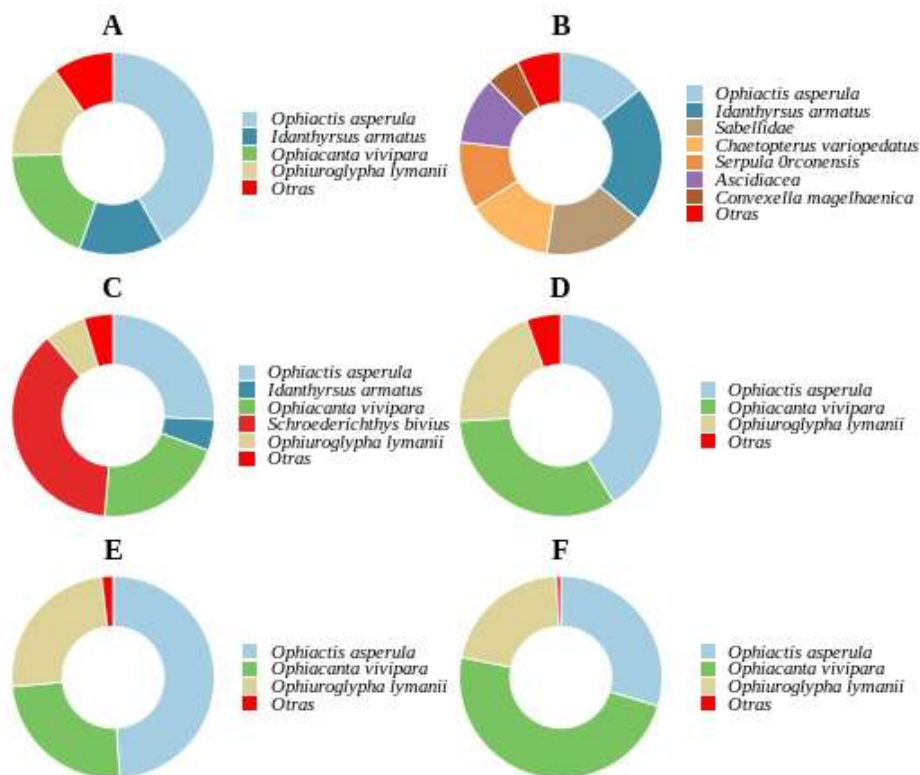 A
Ophiactis asperula
Idanthyrsus armatus
Ophiacanta vivipara
Ophiuroglypha lymanii
Otras
B
Ophiactis asperula
Idanthyrsus armatus
Sabellidae
Chaetopterus variopedatus
Serpula 0rconensis
Ascidiacea
Convexella magelhaenica
Otras
C
Ophiactis asperula
Idanthyrsus armatus
Ophiacanta vivipara
Schroederichthys bivius
Ophiuroglypha lymanii
Otras
D
Ophiactis asperula
Ophiacanta vivipara
Ophiuroglypha lymanii
Otras
E
Ophiactis asperula
Ophiacanta vivipara
Ophiuroglypha lymanii
Otras
F
Ophiactis asperula
Ophiacanta vivipara
Ophiuroglypha lymanii
Otras